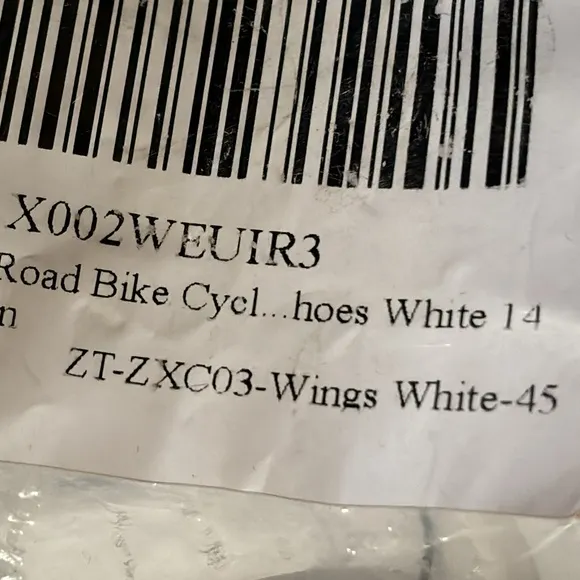 X002WEUIR3
Road Bike Cycl...hoes White 14
n
ZT-ZXC03-Wings White-45